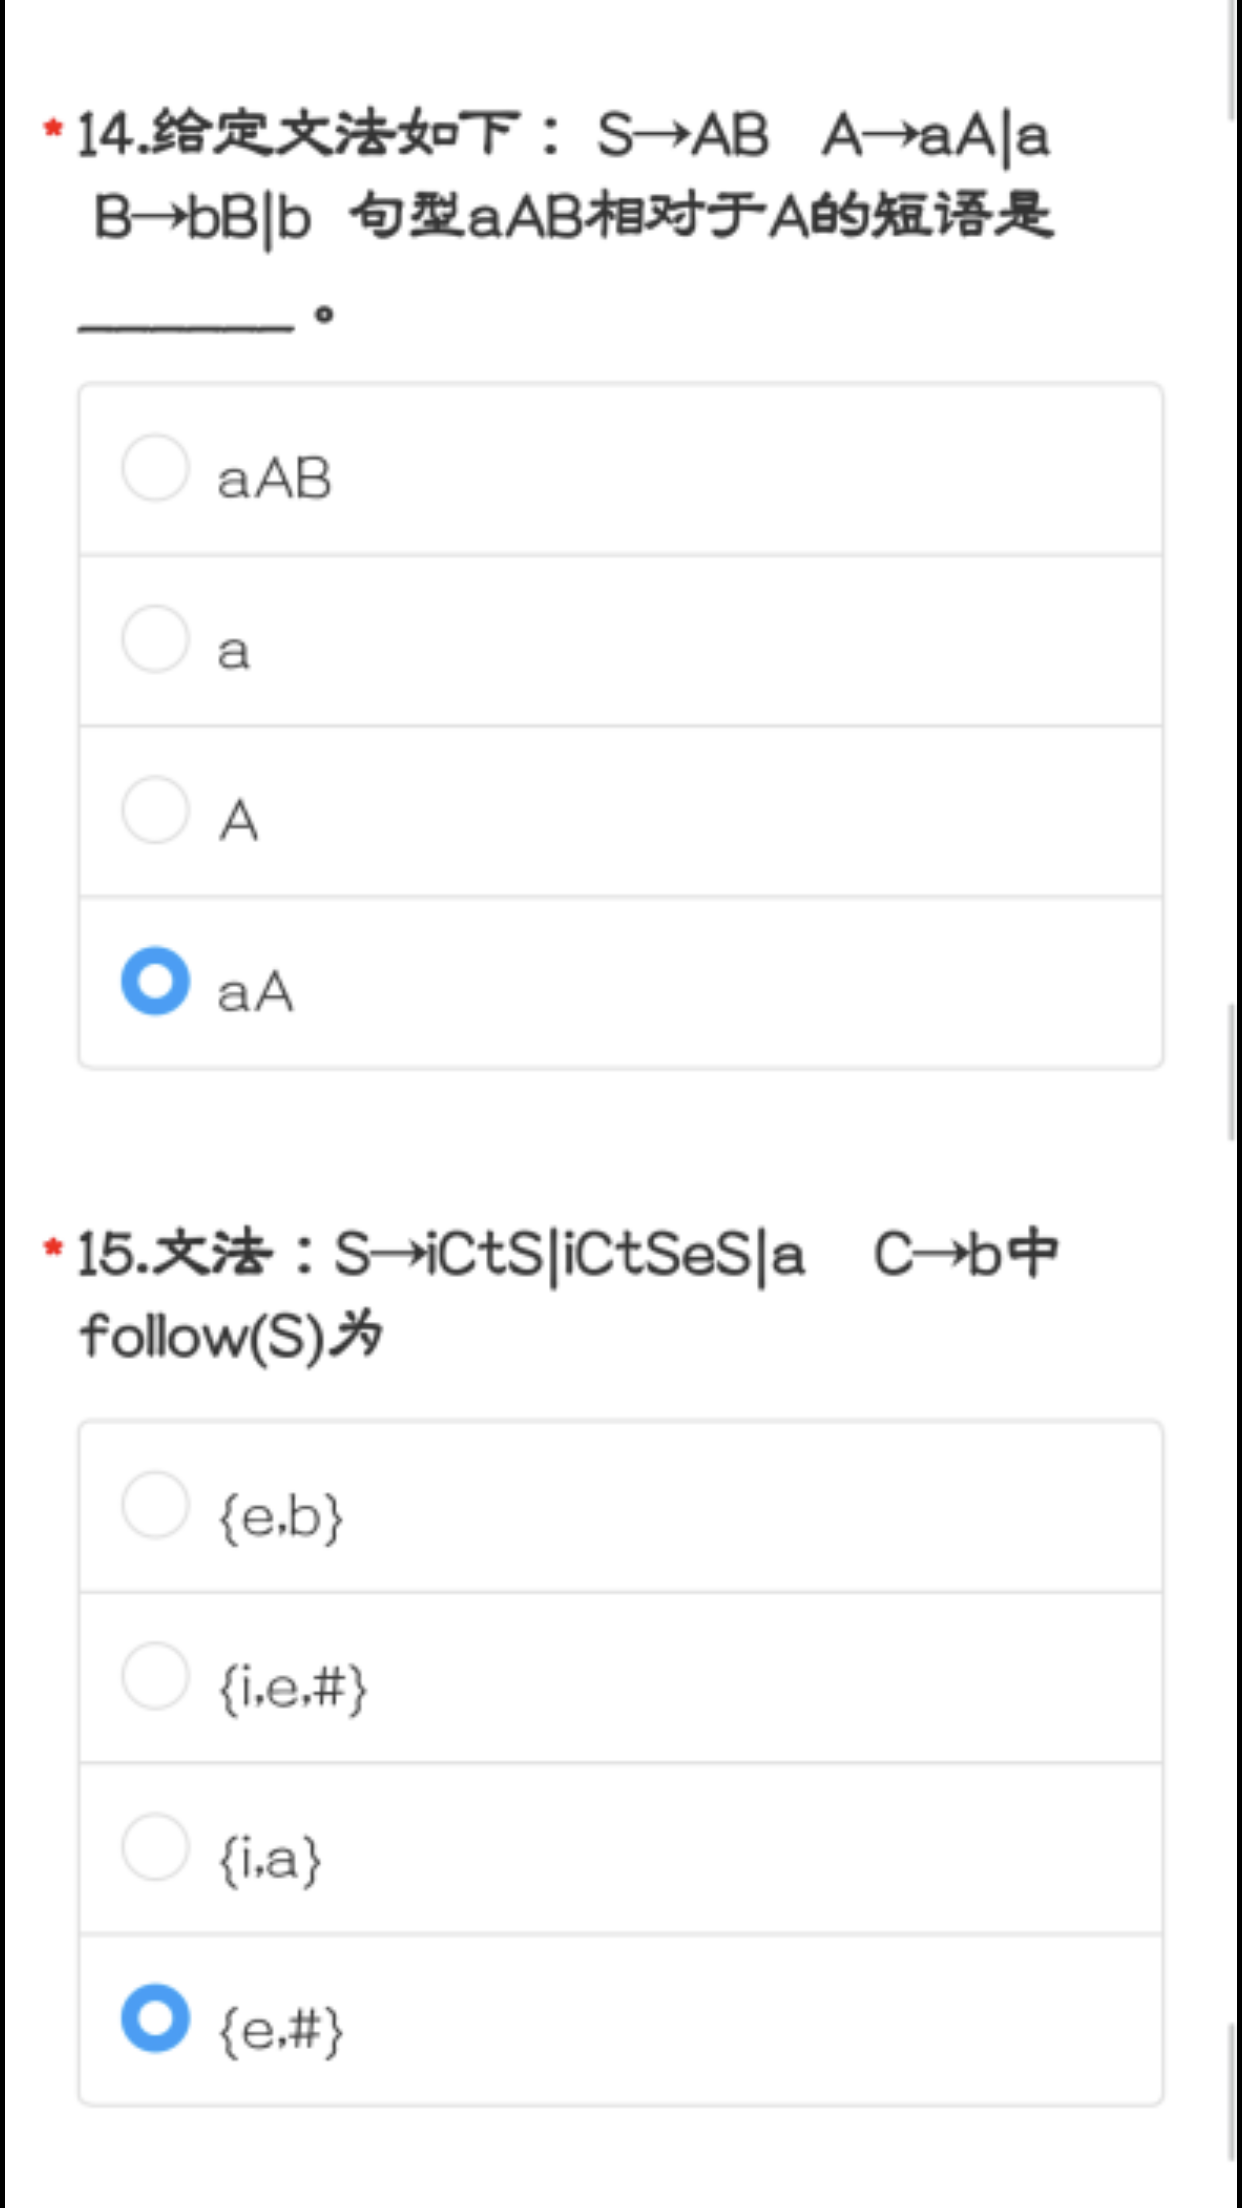 * 14.给定文法如下： S→AB A→aA|a
B→bB|b 句型aAB相对于A的短语是
______。
aAB
a
A
aA
* 15.文法：S→iCtS|iCtSeS|a C→b中
follow(S)为
{e,b}
{i,e,#}
{i,a}
{e,#}